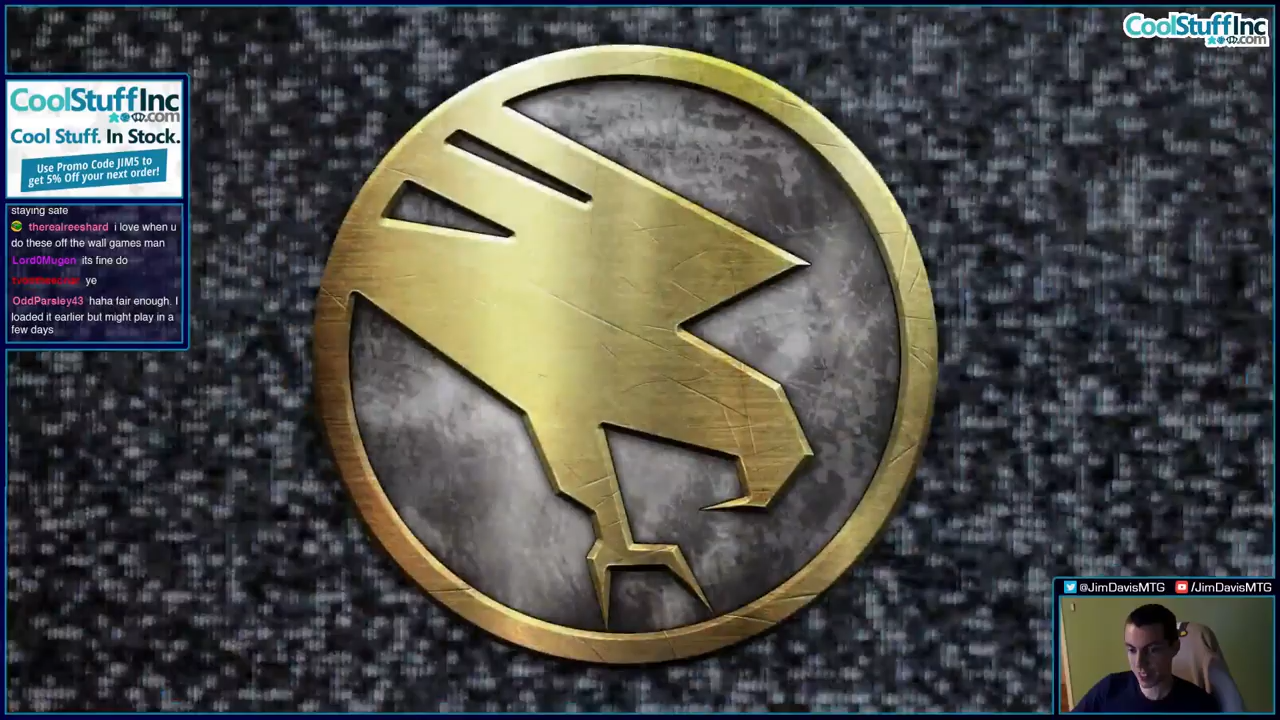 CoolStuffInc
.com
CoolStuffInc
.com
Cool Stuff. In Stock.
Use Promo Code JIM5 to
get 5% Off your next order!
staying safe
therealreeshard i love when u
do these off the wall games man
Lord0Mugen its fine do
ye
OddParsley43 haha fair enough. I
loaded it earlier but might play in a
few days
@JimDavisMTG /JimDavisMTG